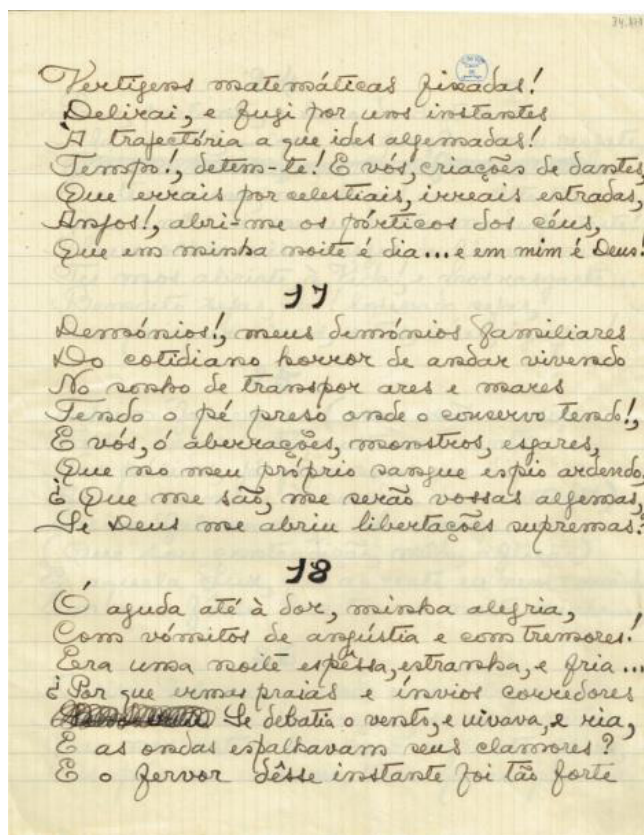 34.
Vertigens matemáticas fixadas!
Delirai, e fugi por uns instantes
À trajectória a que ides algemadas!
Tempo!, detem-te! E vós, criações de dantes,
Que errais por celestiais, irreais estradas,
Anjos!, abri-me os pórticos dos céus,
Que em minha noite é dia... e em mim é Deus!
17
Demónios!, meus demónios familiares
Do cotidiano horror de andar vivendo
No sonho de transpor ares e mares
Tendo o pé prêso onde o conservo tendo!,
E vós, ó aberrações, monstros, esgares,
Que no meu próprio sangue espio ardendo,
¿ Que me são, me serão vossas algemas,
Se Deus me abriu libertações supremas?
18
Ó aguda até à dor, minha alegria,
Com vómitos de angústia e com tremores!
Era uma noite espêssa, estranha, e fria...
¿ Por que ermas praias e ínvios corredores
Se debatia o vento, e uivava, e ria,
E as ondas espalhavam seus clamores?
E o fervor dêsse instante foi tão forte